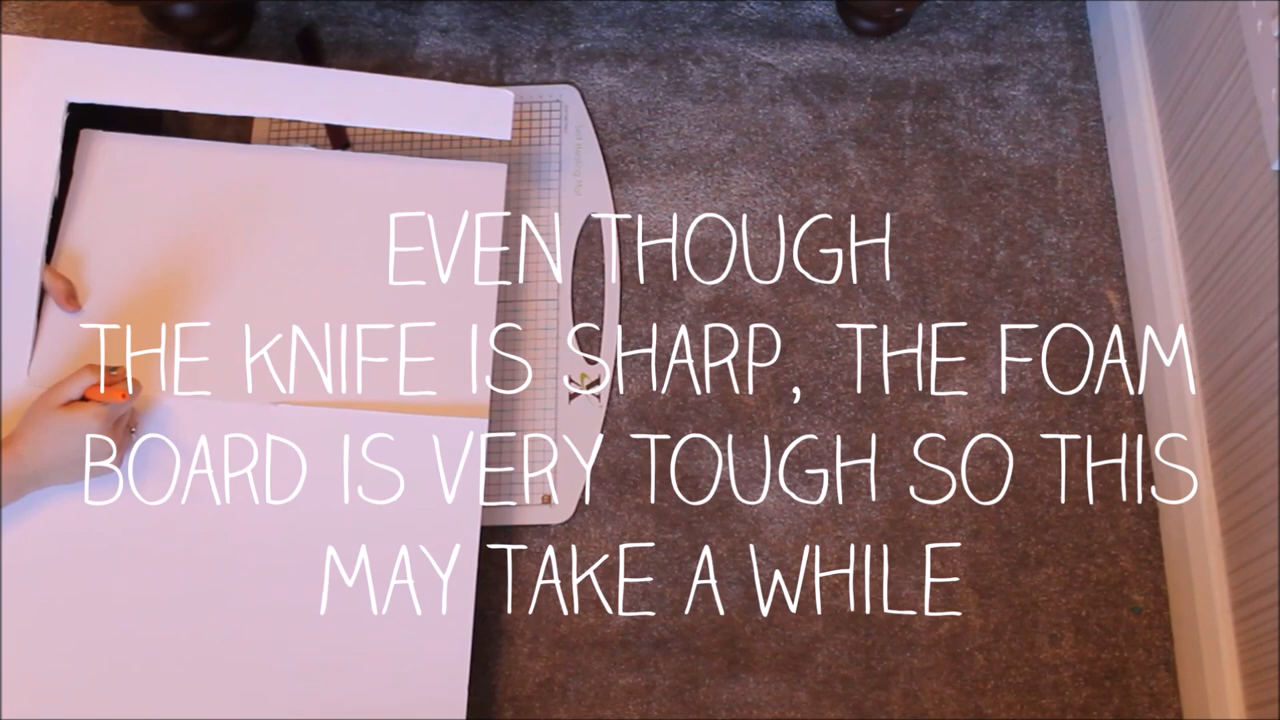 EVEN THOUGH
THE KNIFE IS SHARP, THE FOAM
BOARD IS VERY TOUGH SO THIS
MAY TAKE A WHILE